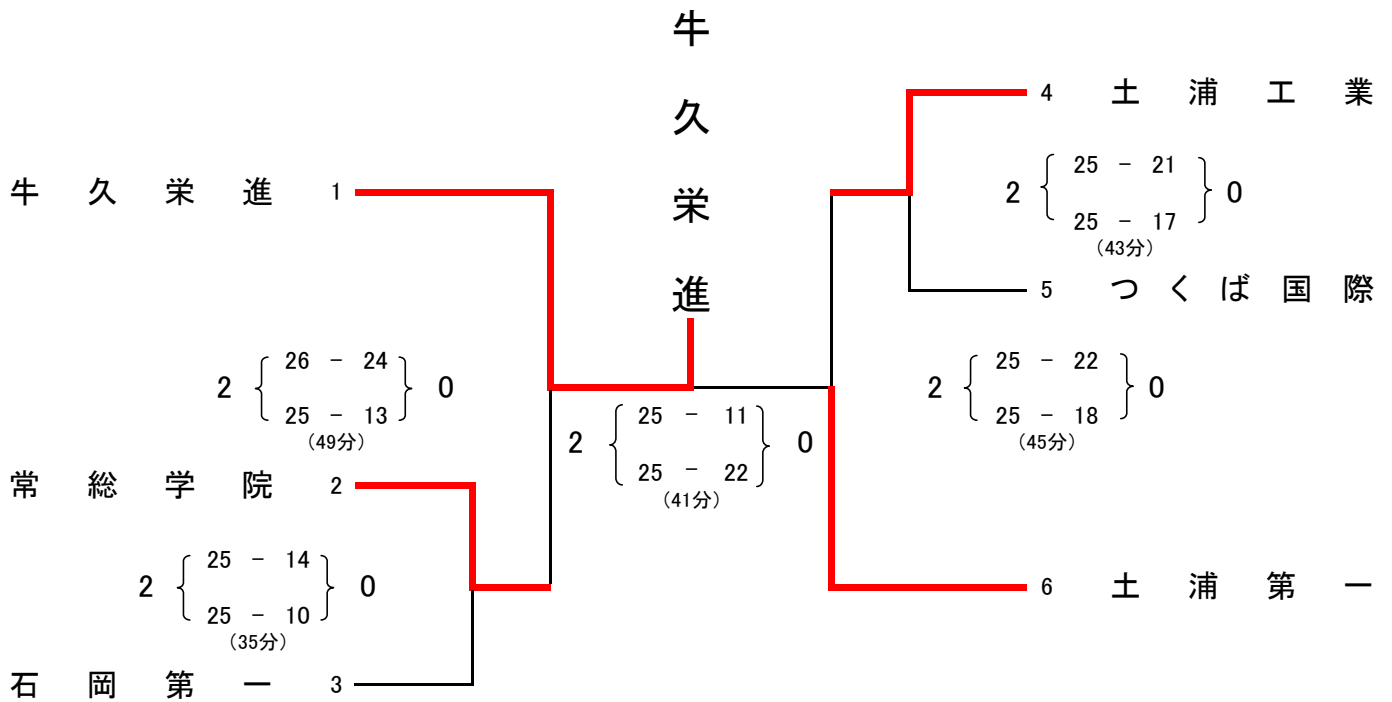 牛久栄進
牛久栄進 1
26 - 24
2 0
25 - 13
(49分)
常総学院 2
25 - 14
2 0
25 - 10
(35分)
石岡第一 3
25 - 11
2 0
25 - 22
(41分)
4 土浦工業
25 - 21
2 0
25 - 17
(43分)
5 つくば国際
25 - 22
2 0
25 - 18
(45分)
6 土浦第一